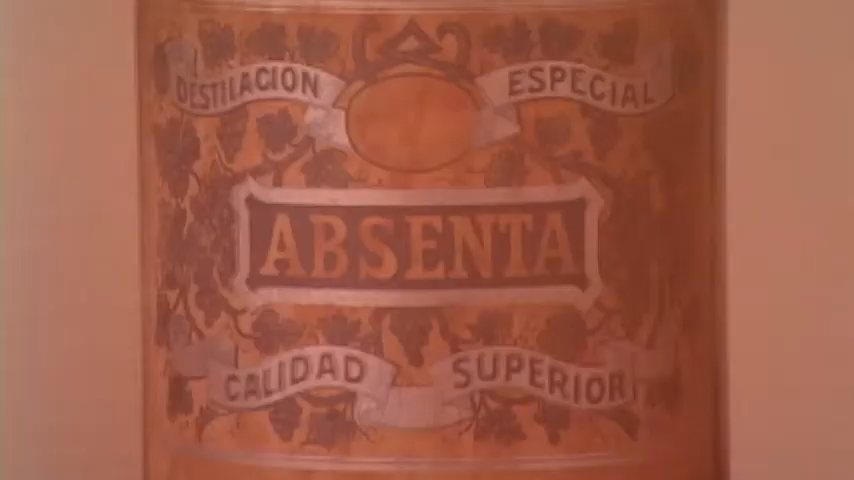 DESTILACION ESPECIAL
ABSENTA
CALIDAD SUPERIOR